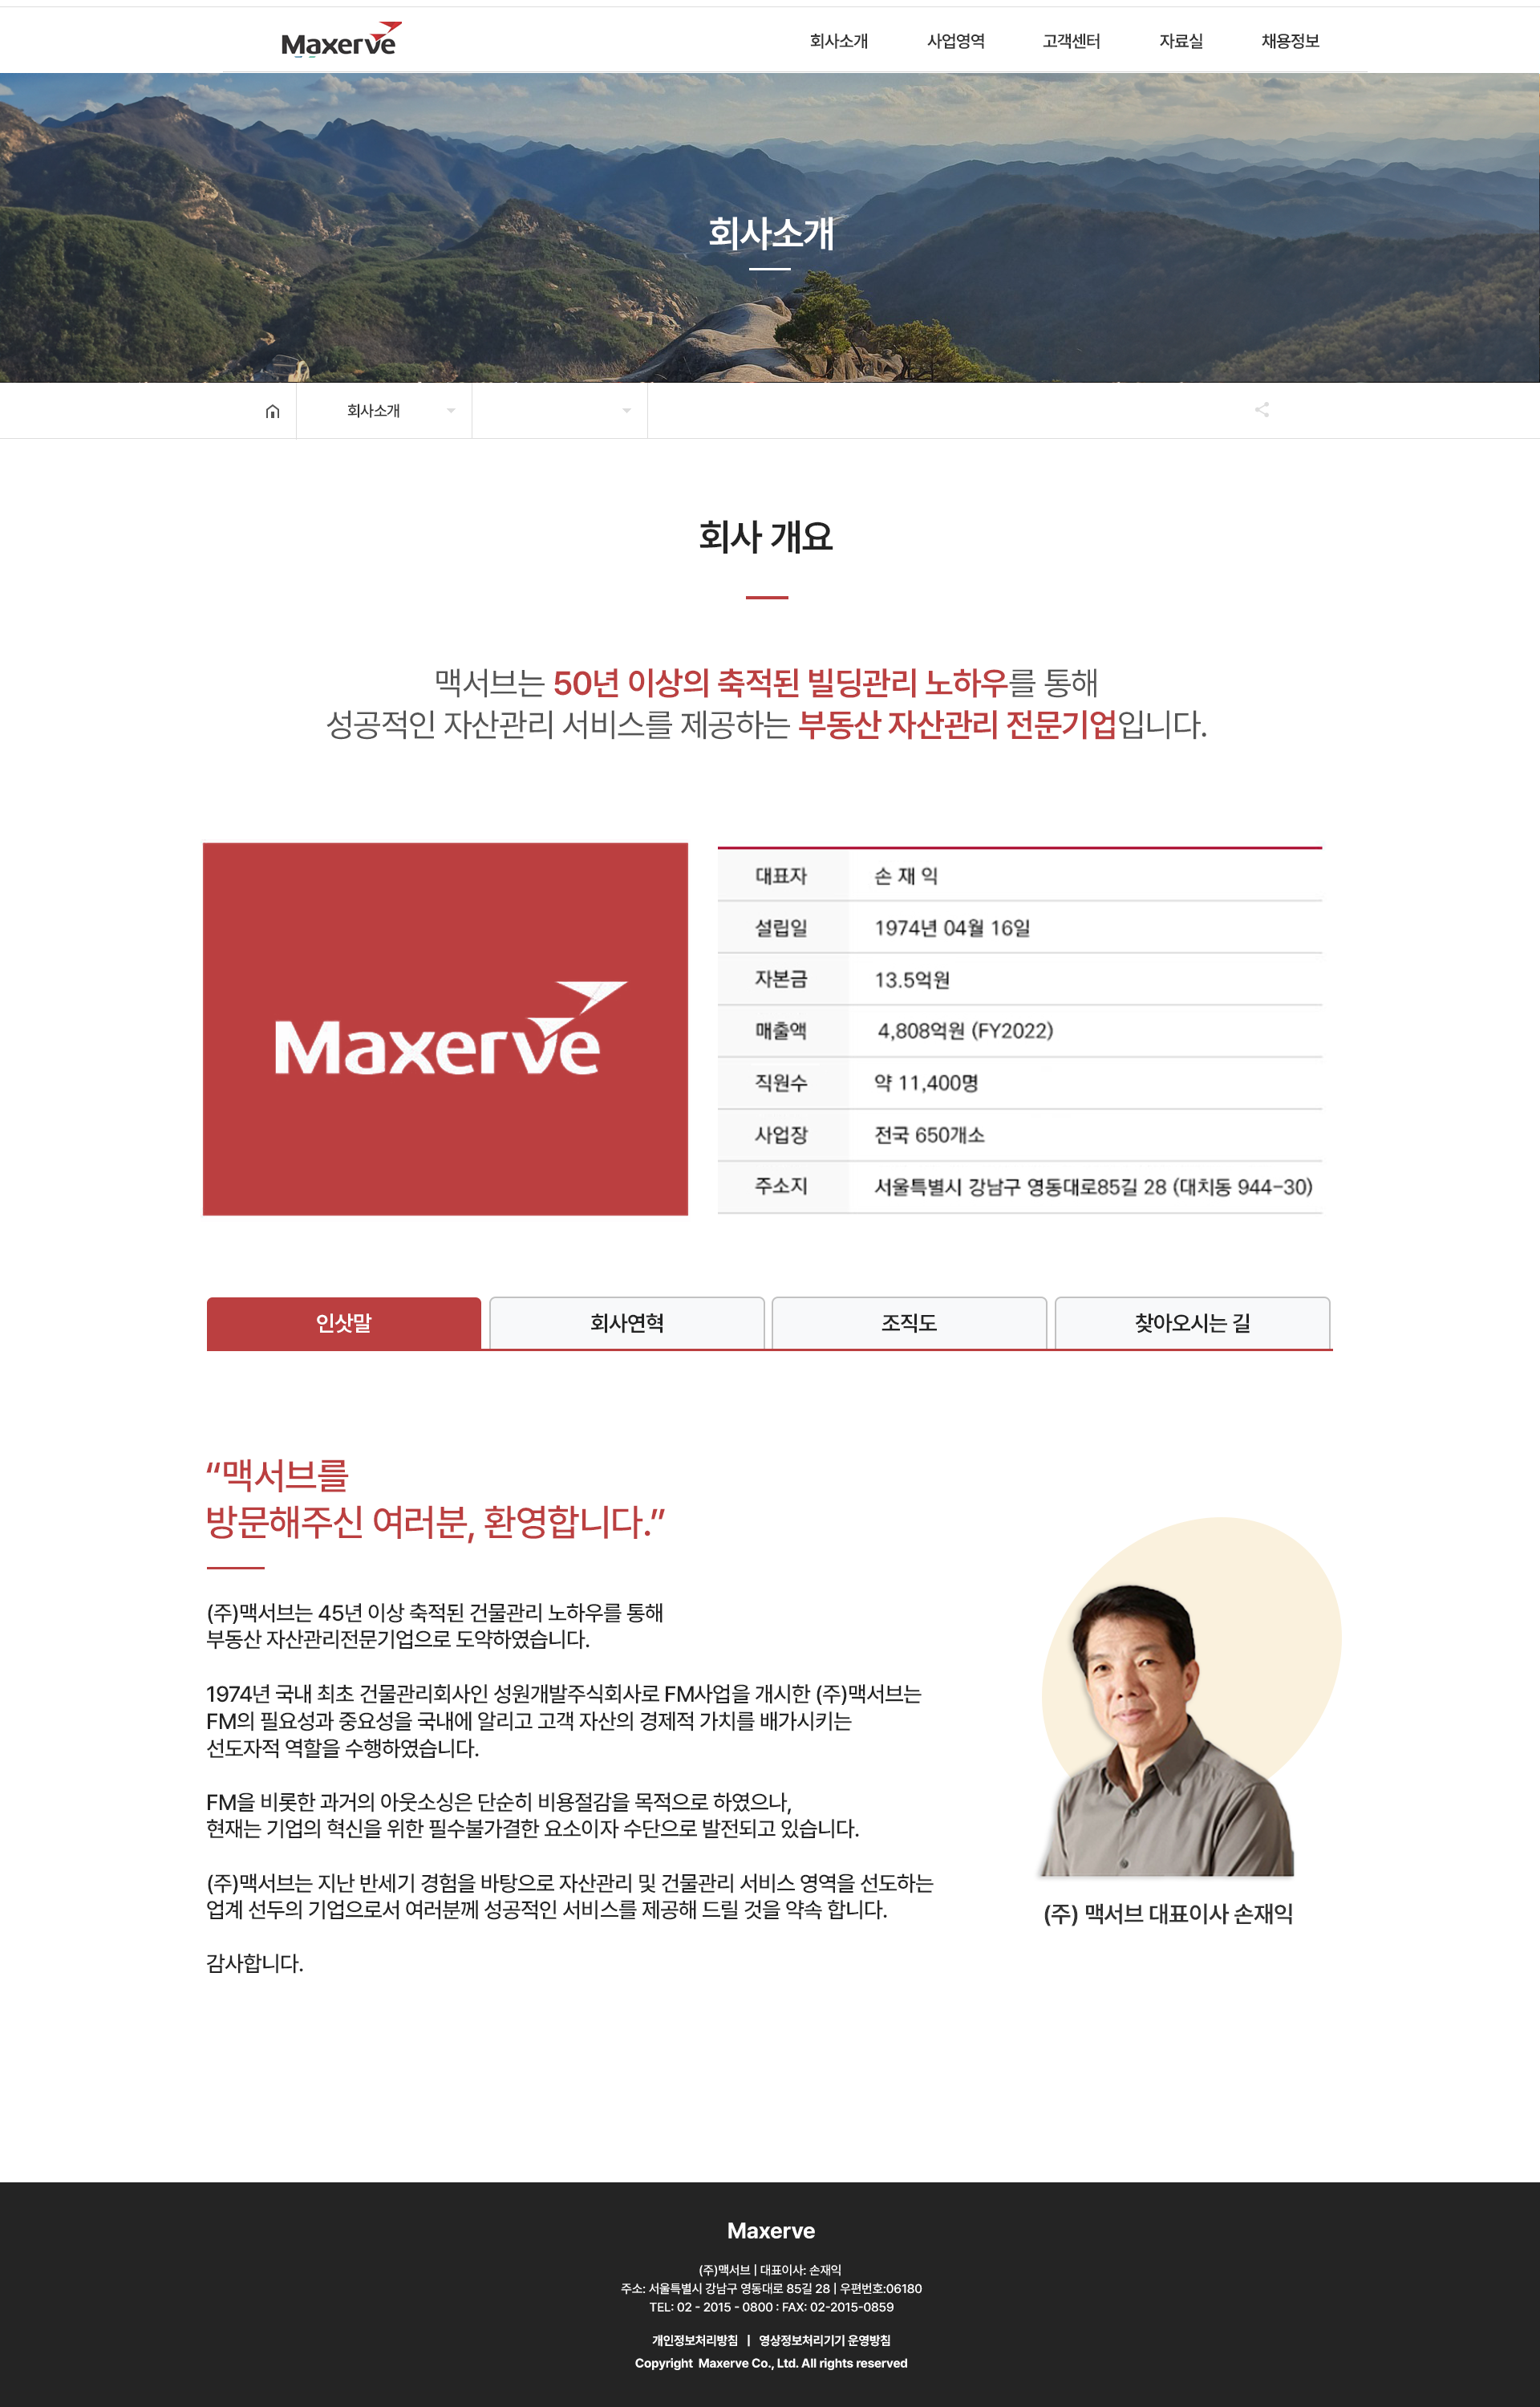 Maxerve
회사소개
사업영역
고객센터
자료실
채용정보
회사소개
회사소개
회사 개요
맥서브는 50년 이상의 축적된 빌딩관리 노하우를 통해
성공적인 자산관리 서비스를 제공하는 부동산 자산관리 전문기업입니다.
Maxerve
대표자 손 재 익
설립일 1974년 04월 16일
자본금 13.5억원
매출액 4,808억원 (FY2022)
직원수 약 11,400명
사업장 전국 650개소
주소지 서울특별시 강남구 영동대로85길 28 (대치동 944-30)
인삿말
회사연혁
조직도
찾아오시는 길
“맥서브를
방문해주신 여러분, 환영합니다.”
(주)맥서브는 45년 이상 축적된 건물관리 노하우를 통해
부동산 자산관리전문기업으로 도약하였습니다.
1974년 국내 최초 건물관리회사인 성원개발주식회사로 FM사업을 개시한 (주)맥서브는
FM의 필요성과 중요성을 국내에 알리고 고객 자산의 경제적 가치를 배가시키는
선도자적 역할을 수행하였습니다.
FM을 비롯한 과거의 아웃소싱은 단순히 비용절감을 목적으로 하였으나,
현재는 기업의 혁신을 위한 필수불가결한 요소이자 수단으로 발전되고 있습니다.
(주)맥서브는 지난 반세기 경험을 바탕으로 자산관리 및 건물관리 서비스 영역을 선도하는
업계 선두의 기업으로서 여러분께 성공적인 서비스를 제공해 드릴 것을 약속 합니다.
감사합니다.
(주) 맥서브 대표이사 손재익
Maxerve
(주)맥서브 | 대표이사: 손재익
주소: 서울특별시 강남구 영동대로 85길 28 | 우편번호:06180
TEL: 02 - 2015 - 0800 : FAX: 02-2015-0859
개인정보처리방침 | 영상정보처리기기 운영방침
Copyright Maxerve Co., Ltd. All rights reserved